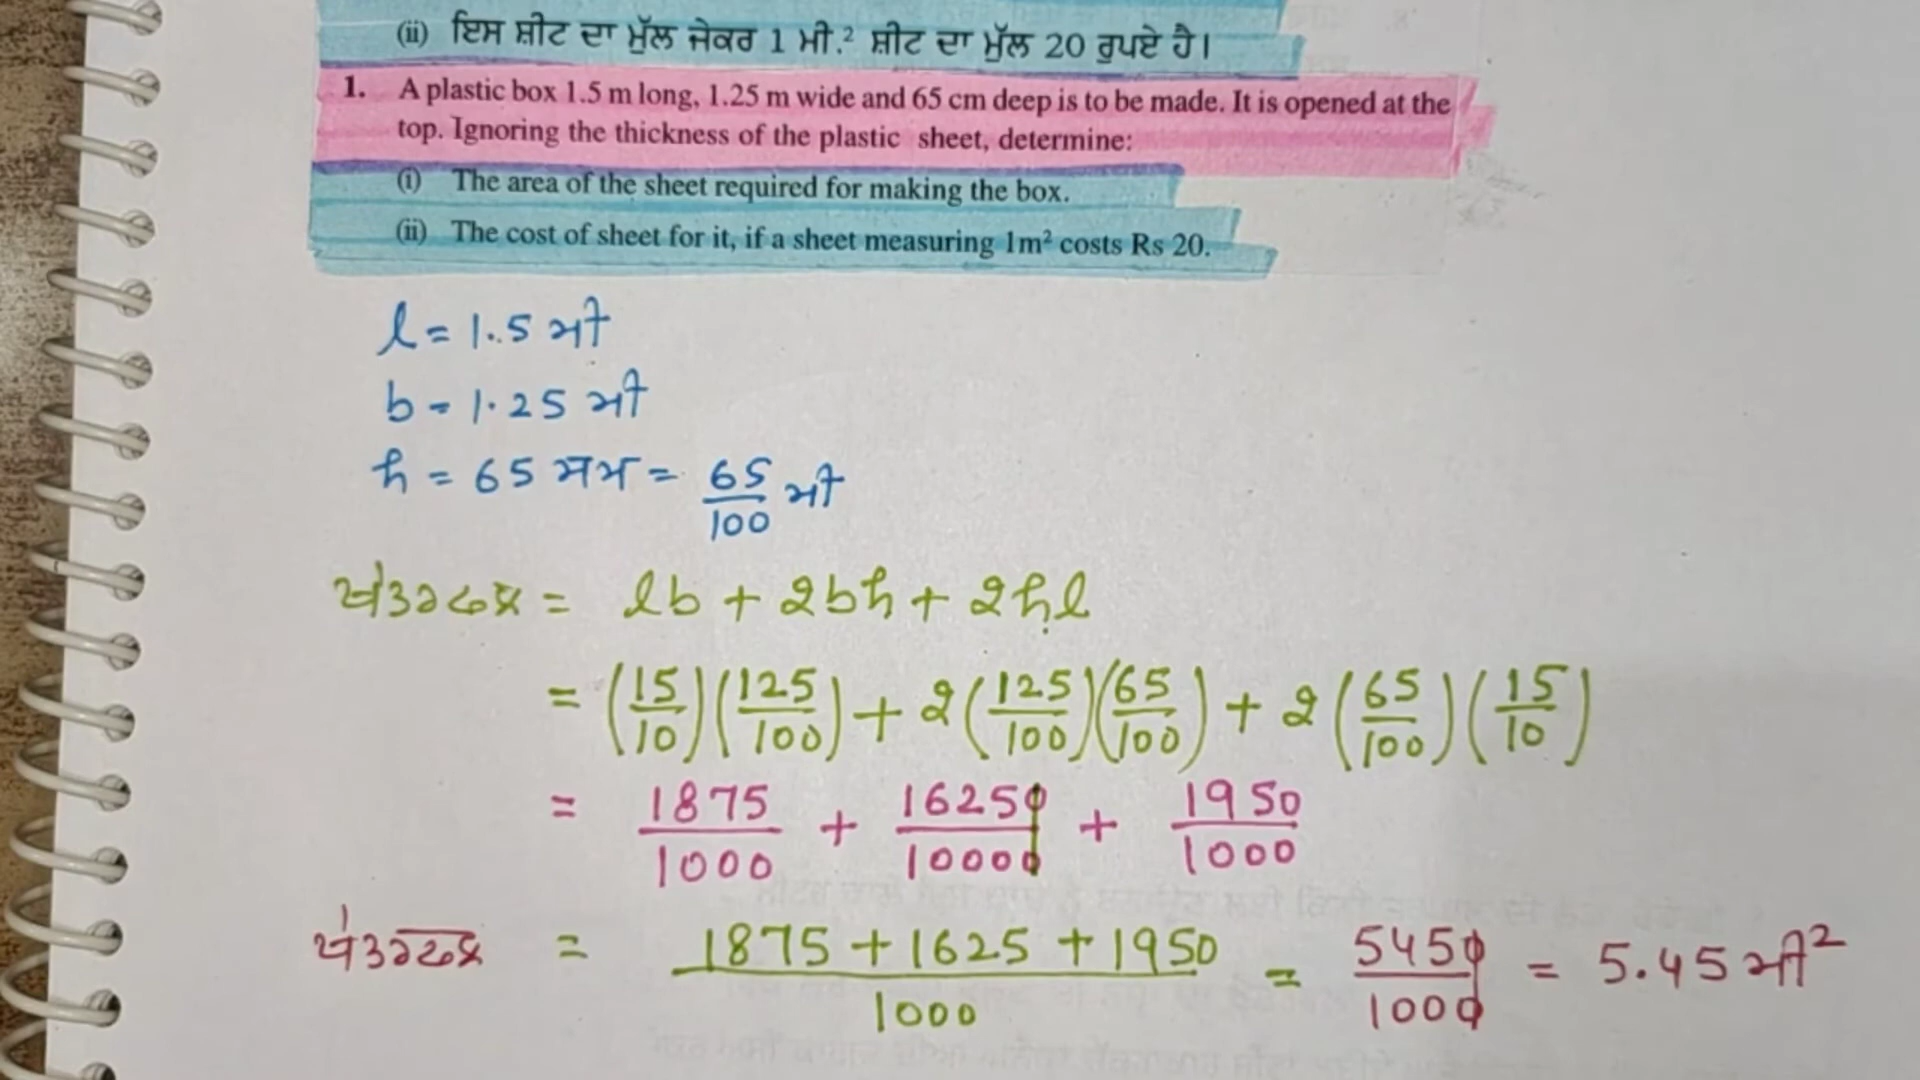 (ii) ਇਸ ਸ਼ੀਟ ਦਾ ਮੁੱਲ ਜੇਕਰ 1 ਮੀ.² ਸ਼ੀਟ ਦਾ ਮੁੱਲ 20 ਰੁਪਏ ਹੈ।
1. A plastic box 1.5 m long, 1.25 m wide and 65 cm deep is to be made. It is opened at the
top. Ignoring the thickness of the plastic sheet, determine:
(i) The area of the sheet required for making the box.
(ii) The cost of sheet for it, if a sheet measuring 1m² costs Rs 20.
l = 1.5 ਮੀ
b = 1.25 ਮੀ
h = 65 ਸਮ = 65/100 ਮੀ
ਖੇਤਰਫਲ = lb + 2bh + 2hl
= (15/10)(125/100) + 2(125/100)(65/100) + 2(65/100)(15/10)
= 1875/1000 + 16250/10000 + 1950/1000
ਖੇਤਰਫਲ = 1875 + 1625 + 1950/1000 = 5450/1000 = 5.45 ਮੀ²